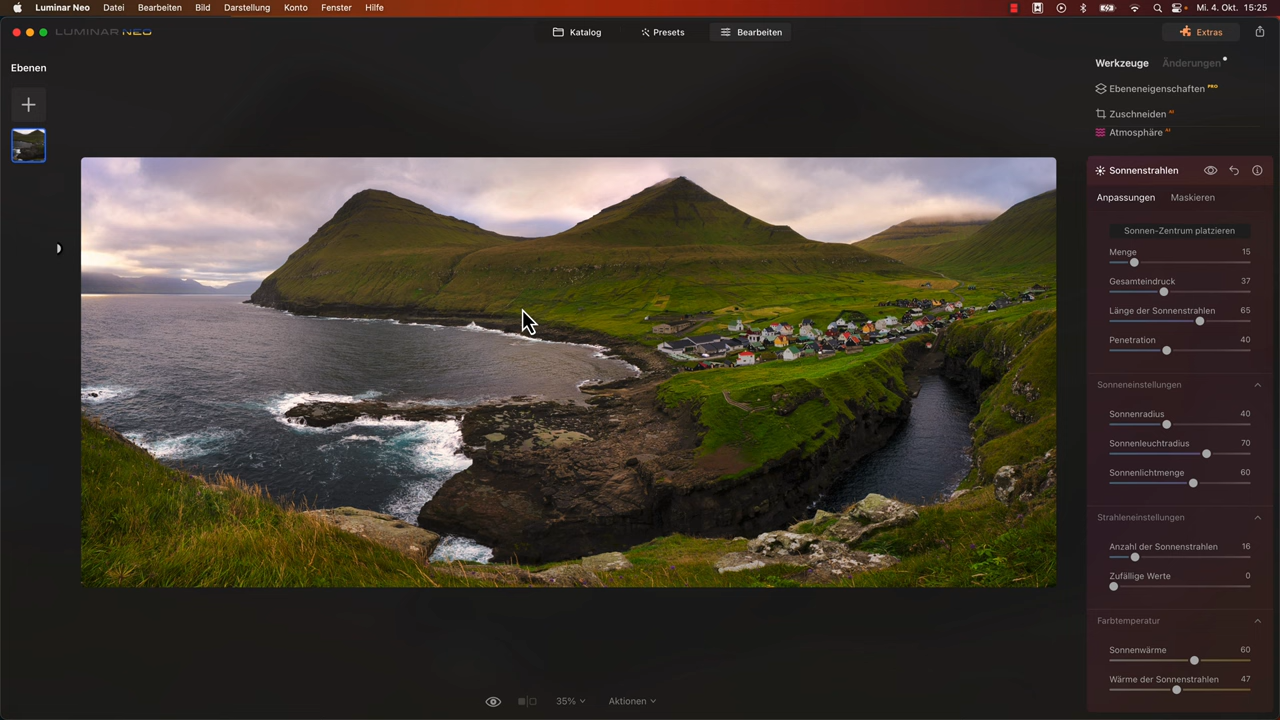 Luminar Neo Datei Bearbeiten Bild Darstellung Konto Fenster Hilfe Mi. 4. Okt. 15:25
LUMINAR NEO Katalog Presets Bearbeiten Extras
Ebenen
Werkzeuge Änderungen
Ebeneneigenschaften PRO
Zuschneiden AI
Atmosphäre AI
Sonnenstrahlen
Anpassungen Maskieren
Sonnen-Zentrum platzieren
Menge 15
Gesamteindruck 37
Länge der Sonnenstrahlen 65
Penetration 40
Sonneneinstellungen
Sonnenradius 40
Sonnenleuchtradius 70
Sonnenlichtmenge 60
Strahleneinstellungen
Anzahl der Sonnenstrahlen 16
Zufällige Werte 0
Farbtemperatur
Sonnenwärme 60
Wärme der Sonnenstrahlen 47
35% Aktionen